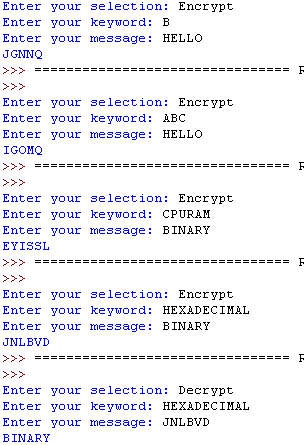 Enter your selection: Encrypt
Enter your keyword: B
Enter your message: HELLO
JGNNQ
>>> ================================ R
>>>
Enter your selection: Encrypt
Enter your keyword: ABC
Enter your message: HELLO
IGOMQ
>>> ================================ R
>>>
Enter your selection: Encrypt
Enter your keyword: CPURAM
Enter your message: BINARY
EYISSL
>>> ================================ R
>>>
Enter your selection: Encrypt
Enter your keyword: HEXADECIMAL
Enter your message: BINARY
JNLBVD
>>> ================================ R
>>>
Enter your selection: Decrypt
Enter your keyword: HEXADECIMAL
Enter your message: JNLBVD
BINARY